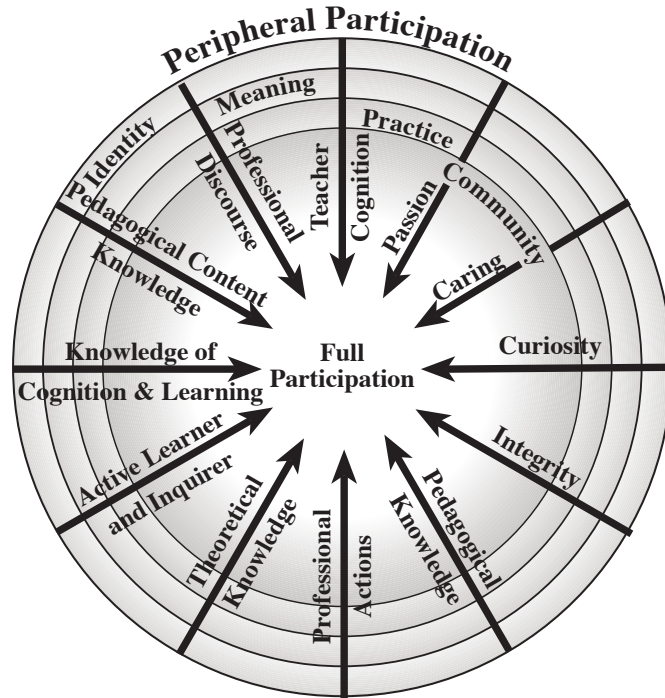 Peripheral Participation
Identity
Meaning
Practice
Community
Teacher
Cognition
Passion
Caring
Curiosity
Integrity
Pedagogical
Knowledge
Professional
Actions
Theoretical
Knowledge
Active Learner
and Inquirer
Knowledge of
Cognition & Learning
Pedagogical Content
Knowledge
Professional
Discourse
Full
Participation